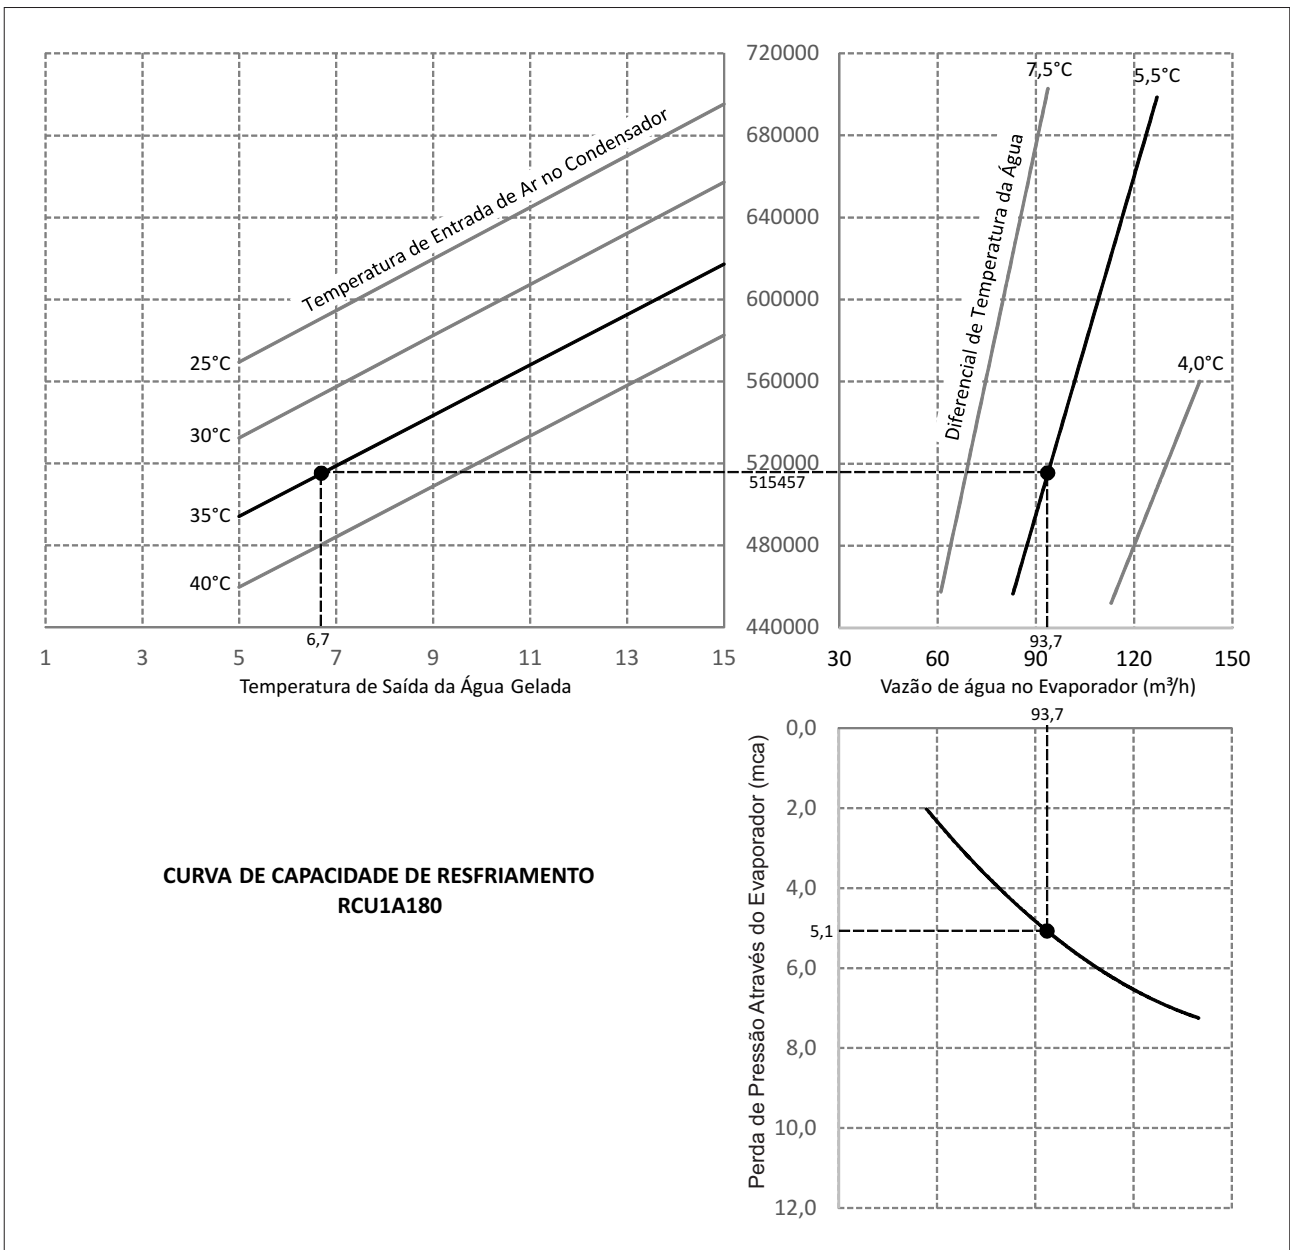 720000
680000
640000
600000
560000
520000
515457
480000
440000
Temperatura de Entrada de Ar no Condensador
25°C
30°C
35°C
40°C
6,7
1 3 5 7 9 11 13 15
Temperatura de Saída da Água Gelada
7,5°C
5,5°C
4,0°C
Diferencial de Temperatura da Água
93,7
30 60 90 120 150
Vazão de água no Evaporador (m³/h)
93,7
0,0
2,0
4,0
5,1
6,0
8,0
10,0
12,0
Perda de Pressão Através do Evaporador (mca)
CURVA DE CAPACIDADE DE RESFRIAMENTO
RCU1A180